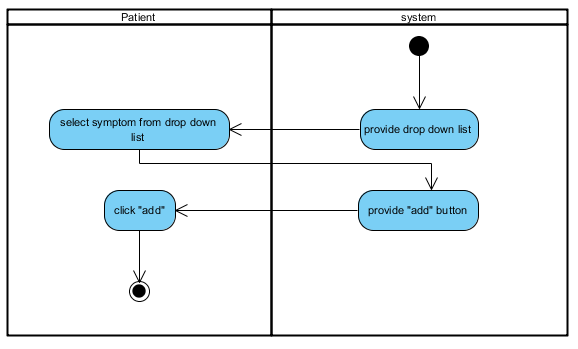 Patient
system
select symptom from drop down
list
provide drop down list
click "add"
provide "add" button